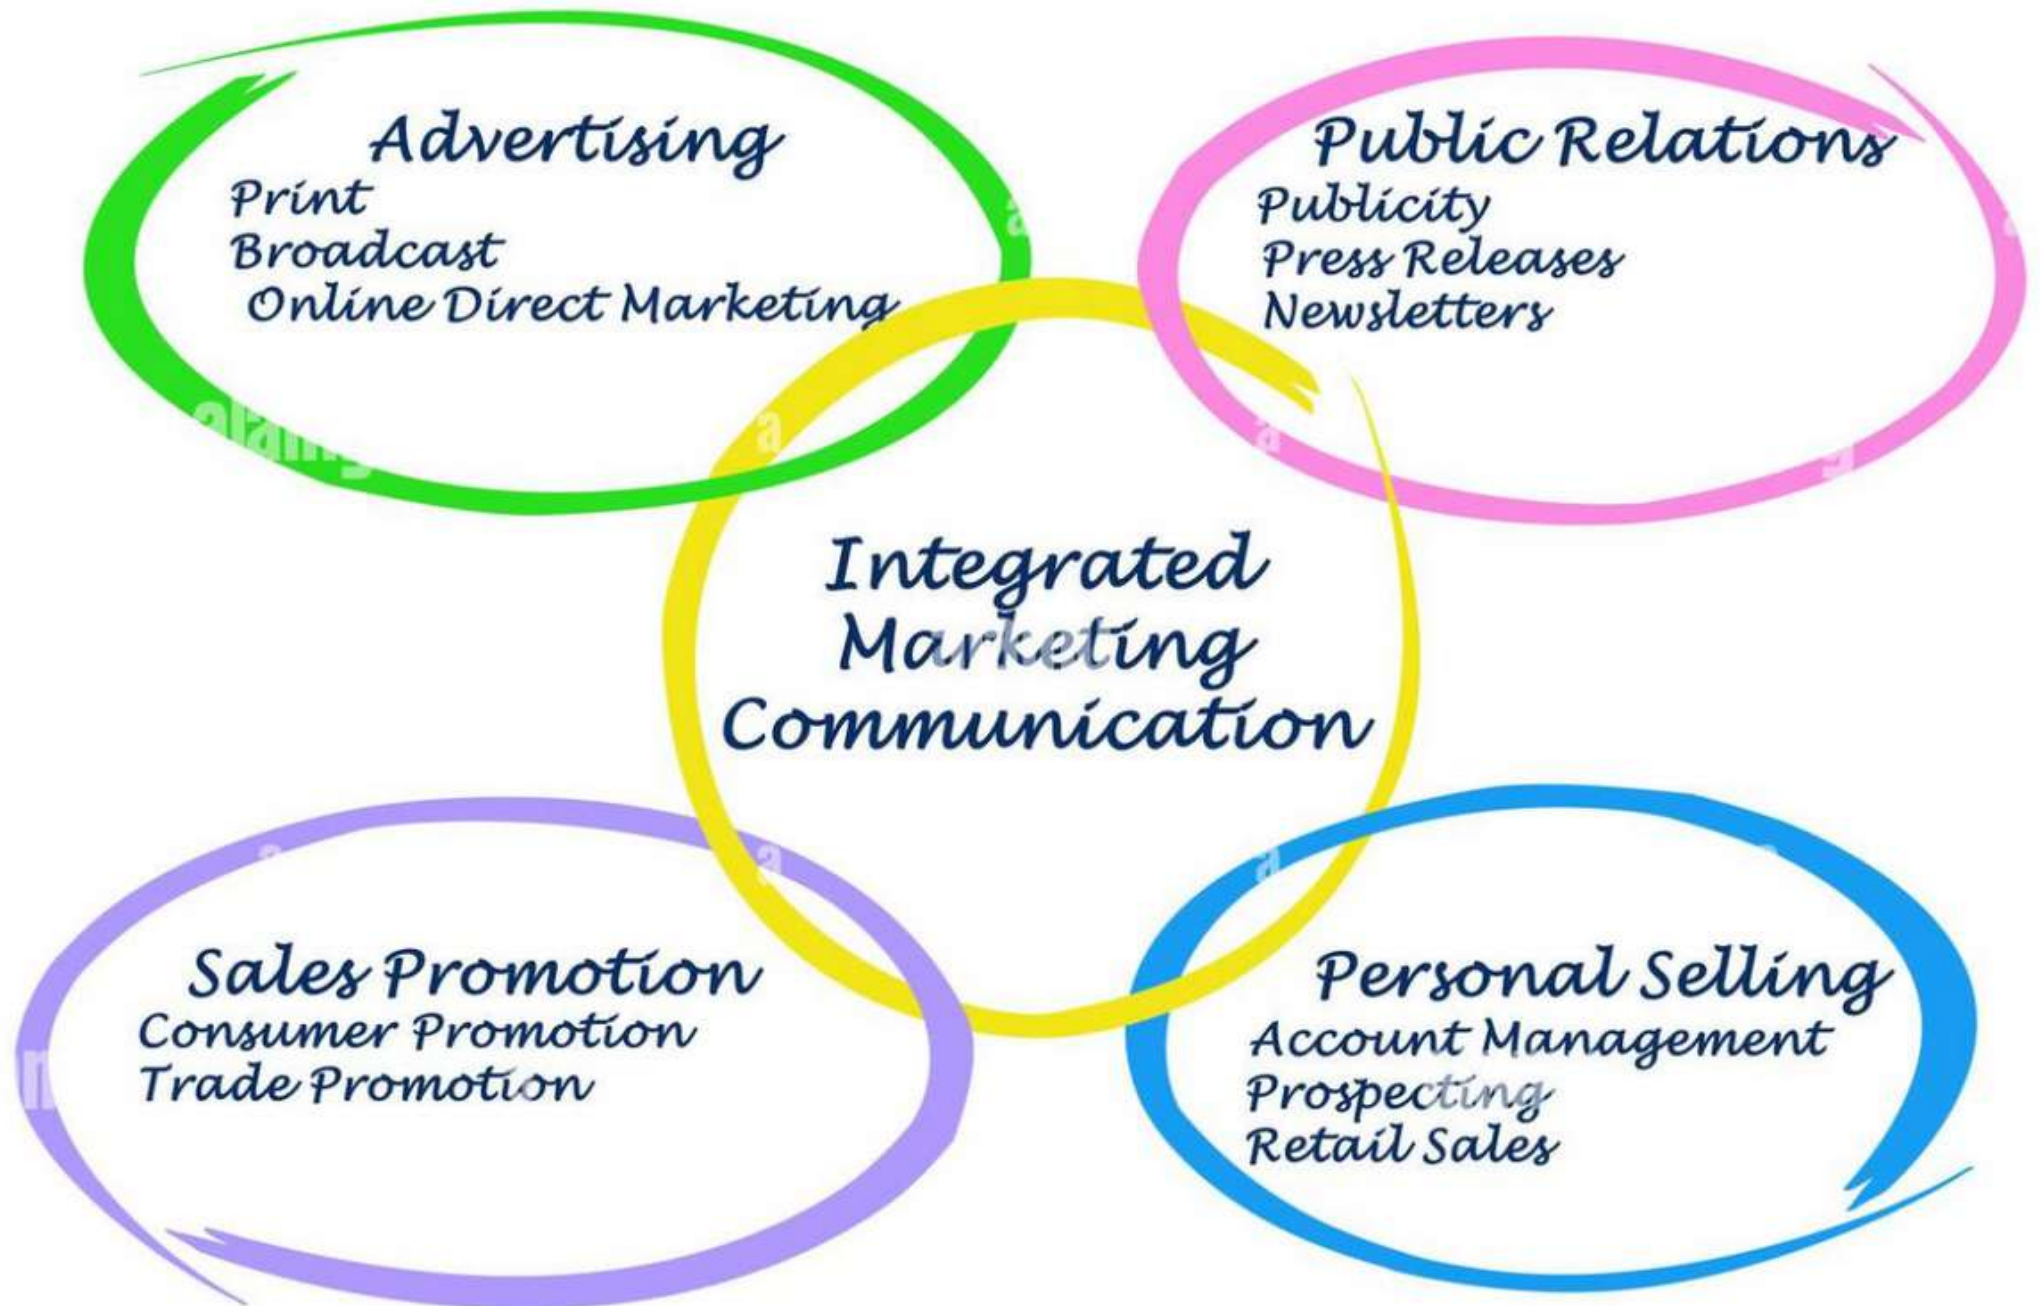 Advertising
Print
Broadcast
Online Direct Marketing
Public Relations
Publicity
Press Releases
Newsletters
Integrated
Marketing
Communication
Sales Promotion
Consumer Promotion
Trade Promotion
Personal Selling
Account Management
Prospecting
Retail Sales
alamy
a
a
a
a
a
a